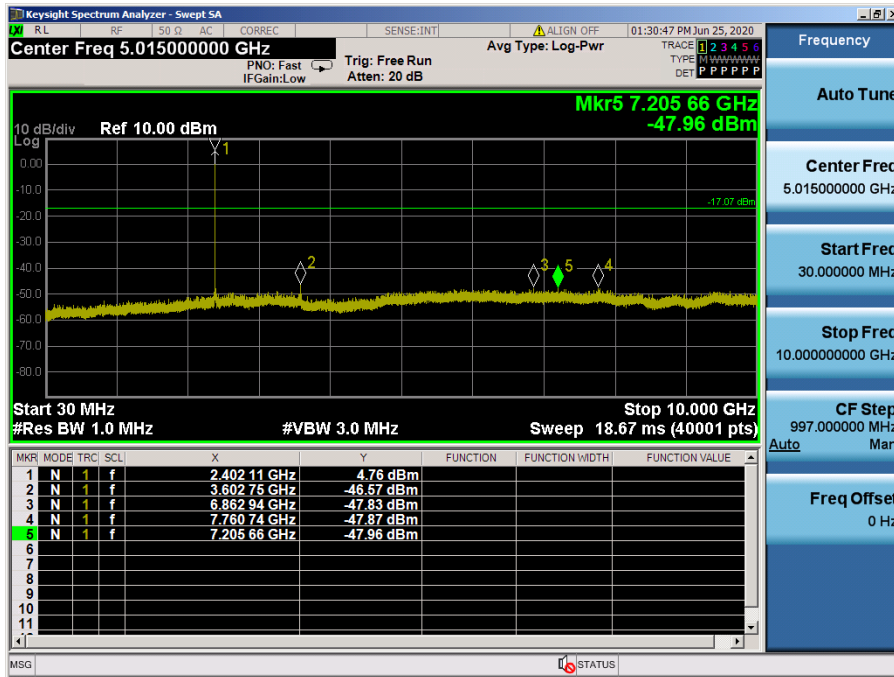 Keysight Spectrum Analyzer - Swept SA
LXI RL RF 50 Ω AC CORREC SENSE:INT ALIGN OFF 01:30:47 PM Jun 25, 2020
Center Freq 5.015000000 GHz
Avg Type: Log-Pwr
TRACE 1 2 3 4 5 6
TYPE M WWWWW
DET P P P P P P
PNO: Fast
IFGain:Low
Trig: Free Run
Atten: 20 dB
Mkr5 7.205 66 GHz
-47.96 dBm
10 dB/div Ref 10.00 dBm
Log
0.00
-10.0
-20.0
-30.0
-40.0
-50.0
-60.0
-70.0
-80.0
1
-17.07 dBm
2
3
5
4
Start 30 MHz
Stop 10.000 GHz
#Res BW 1.0 MHz #VBW 3.0 MHz Sweep 18.67 ms (40001 pts)
MKR MODE TRC SCL X Y FUNCTION FUNCTION WIDTH FUNCTION VALUE
1 N 1 f 2.402 11 GHz 4.76 dBm
2 N 1 f 3.602 75 GHz -46.57 dBm
3 N 1 f 6.862 94 GHz -47.83 dBm
4 N 1 f 7.760 74 GHz -47.87 dBm
5 N 1 f 7.205 66 GHz -47.96 dBm
6
7
8
9
10
11
MSG STATUS
Frequency
Auto Tune
Center Freq
5.015000000 GHz
Start Freq
30.000000 MHz
Stop Freq
10.000000000 GHz
CF Step
997.000000 MHz
Auto Man
Freq Offset
0 Hz